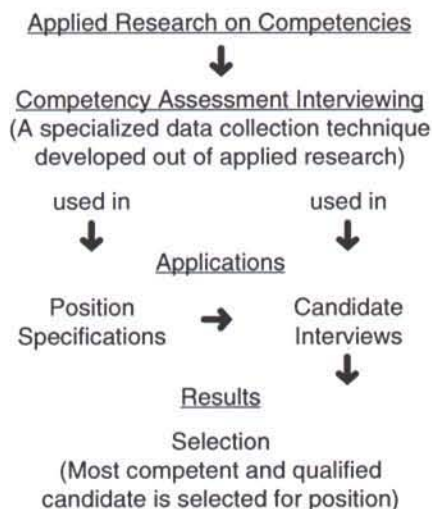 Applied Research on Competencies
Competency Assessment Interviewing
(A specialized data collection technique
developed out of applied research)
used in used in
Applications
Position Candidate
Specifications Interviews
Results
Selection
(Most competent and qualified
candidate is selected for position)